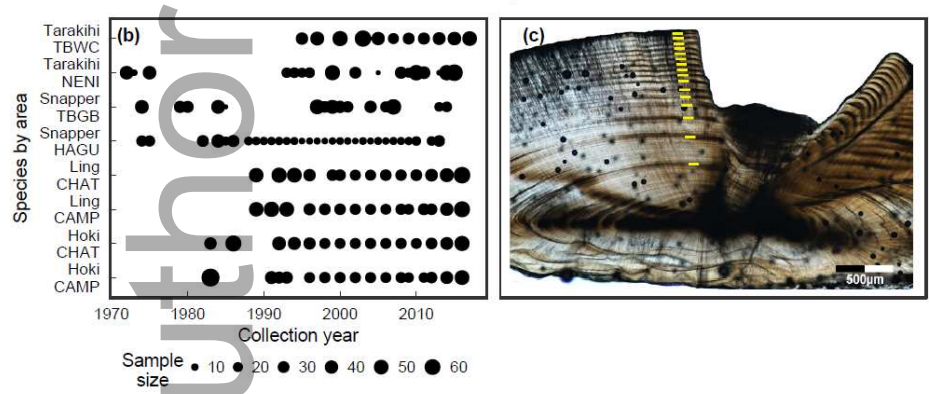 (b)
(c)
Species by area
Tarakihi
TBWC
Tarakihi
NENI
Snapper
TBGB
Snapper
HAGU
Ling
CHAT
Ling
CAMP
Hoki
CHAT
Hoki
CAMP
1970 1980 1990 2000 2010
Collection year
Sample size 10 20 30 40 50 60
500µm
uthor